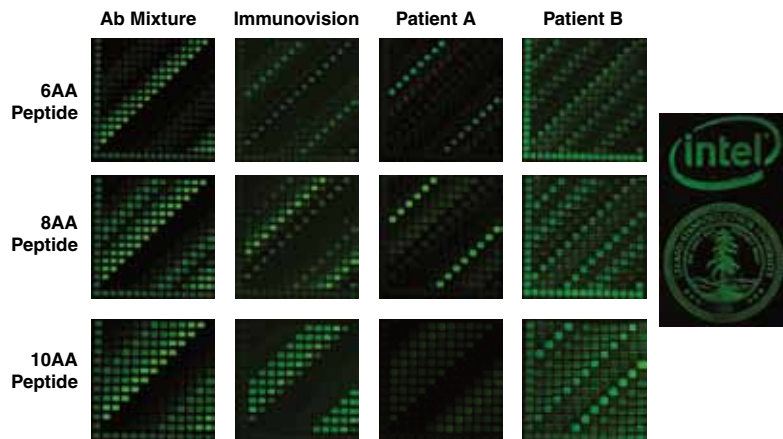 Ab Mixture Immunovision Patient A Patient B
6AA
Peptide
8AA
Peptide
10AA
Peptide
intel